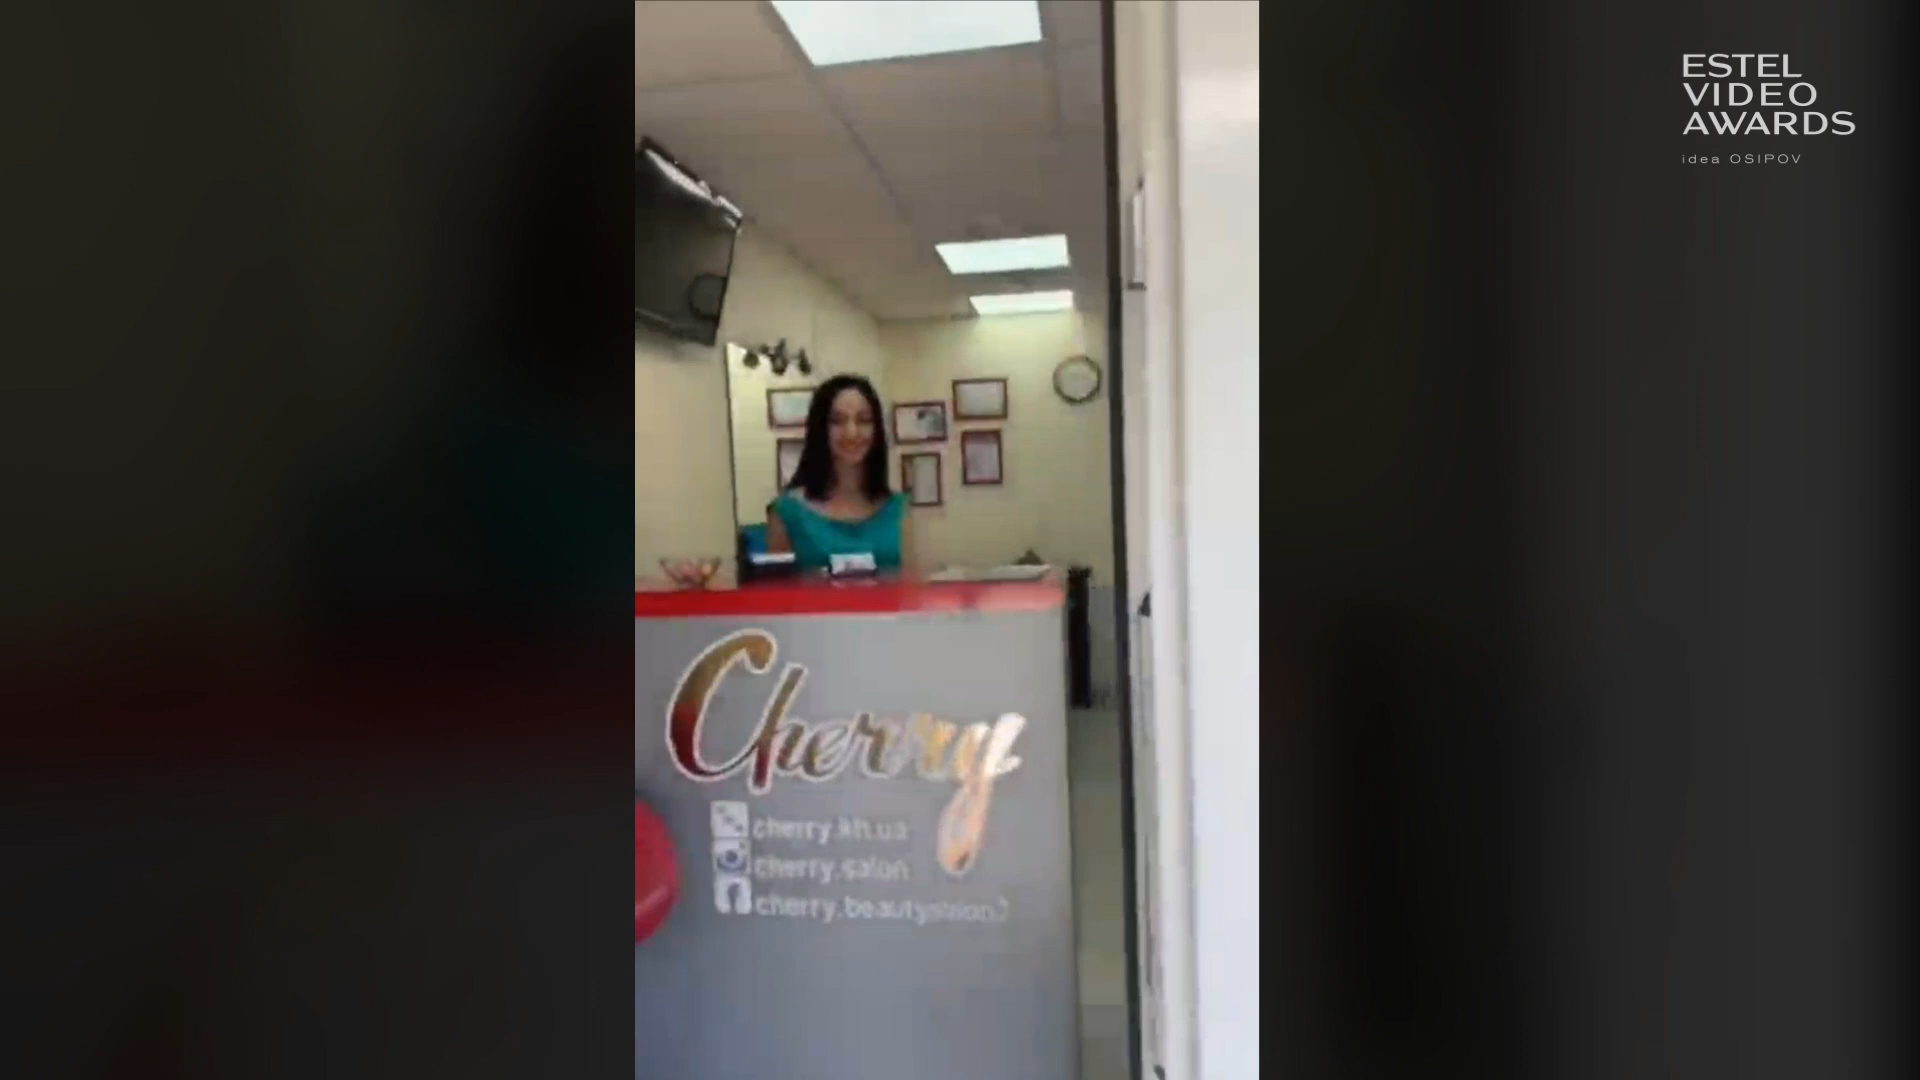 ESTEL
VIDEO
AWARDS
idea OSIPOV
Cherry
cherry.kh.ua
cherry.salon